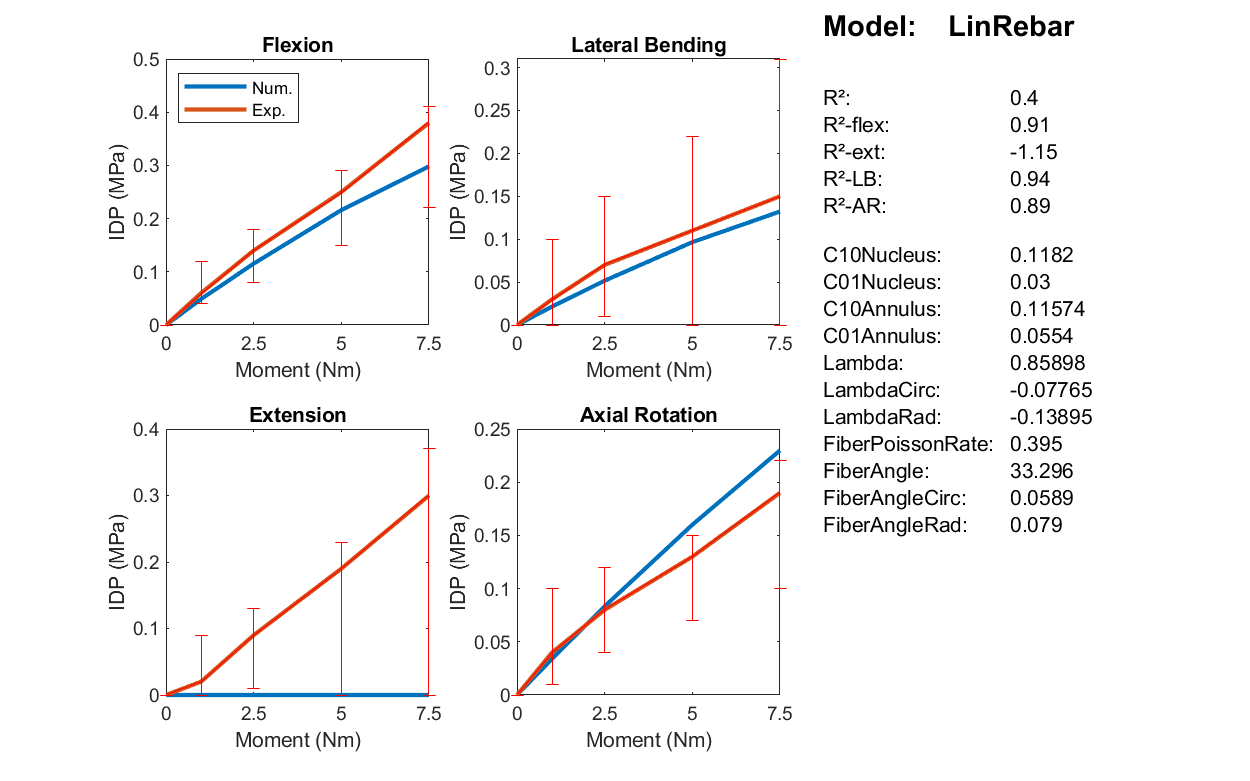 Model: LinRebar
Flexion
0.5
0.4
0.3
0.2
0.1
0
IDP (MPa)
Num.
Exp.
0 2.5 5 7.5
Moment (Nm)
Lateral Bending
0.3
0.25
0.2
0.15
0.1
0.05
0
IDP (MPa)
0 2.5 5 7.5
Moment (Nm)
Extension
0.4
0.3
0.2
0.1
0
IDP (MPa)
0 2.5 5 7.5
Moment (Nm)
Axial Rotation
0.25
0.2
0.15
0.1
0.05
0
IDP (MPa)
0 2.5 5 7.5
Moment (Nm)
R²: 0.4
R²-flex: 0.91
R²-ext: -1.15
R²-LB: 0.94
R²-AR: 0.89
C10Nucleus: 0.1182
C01Nucleus: 0.03
C10Annulus: 0.11574
C01Annulus: 0.0554
Lambda: 0.85898
LambdaCirc: -0.07765
LambdaRad: -0.13895
FiberPoissonRate: 0.395
FiberAngle: 33.296
FiberAngleCirc: 0.0589
FiberAngleRad: 0.079